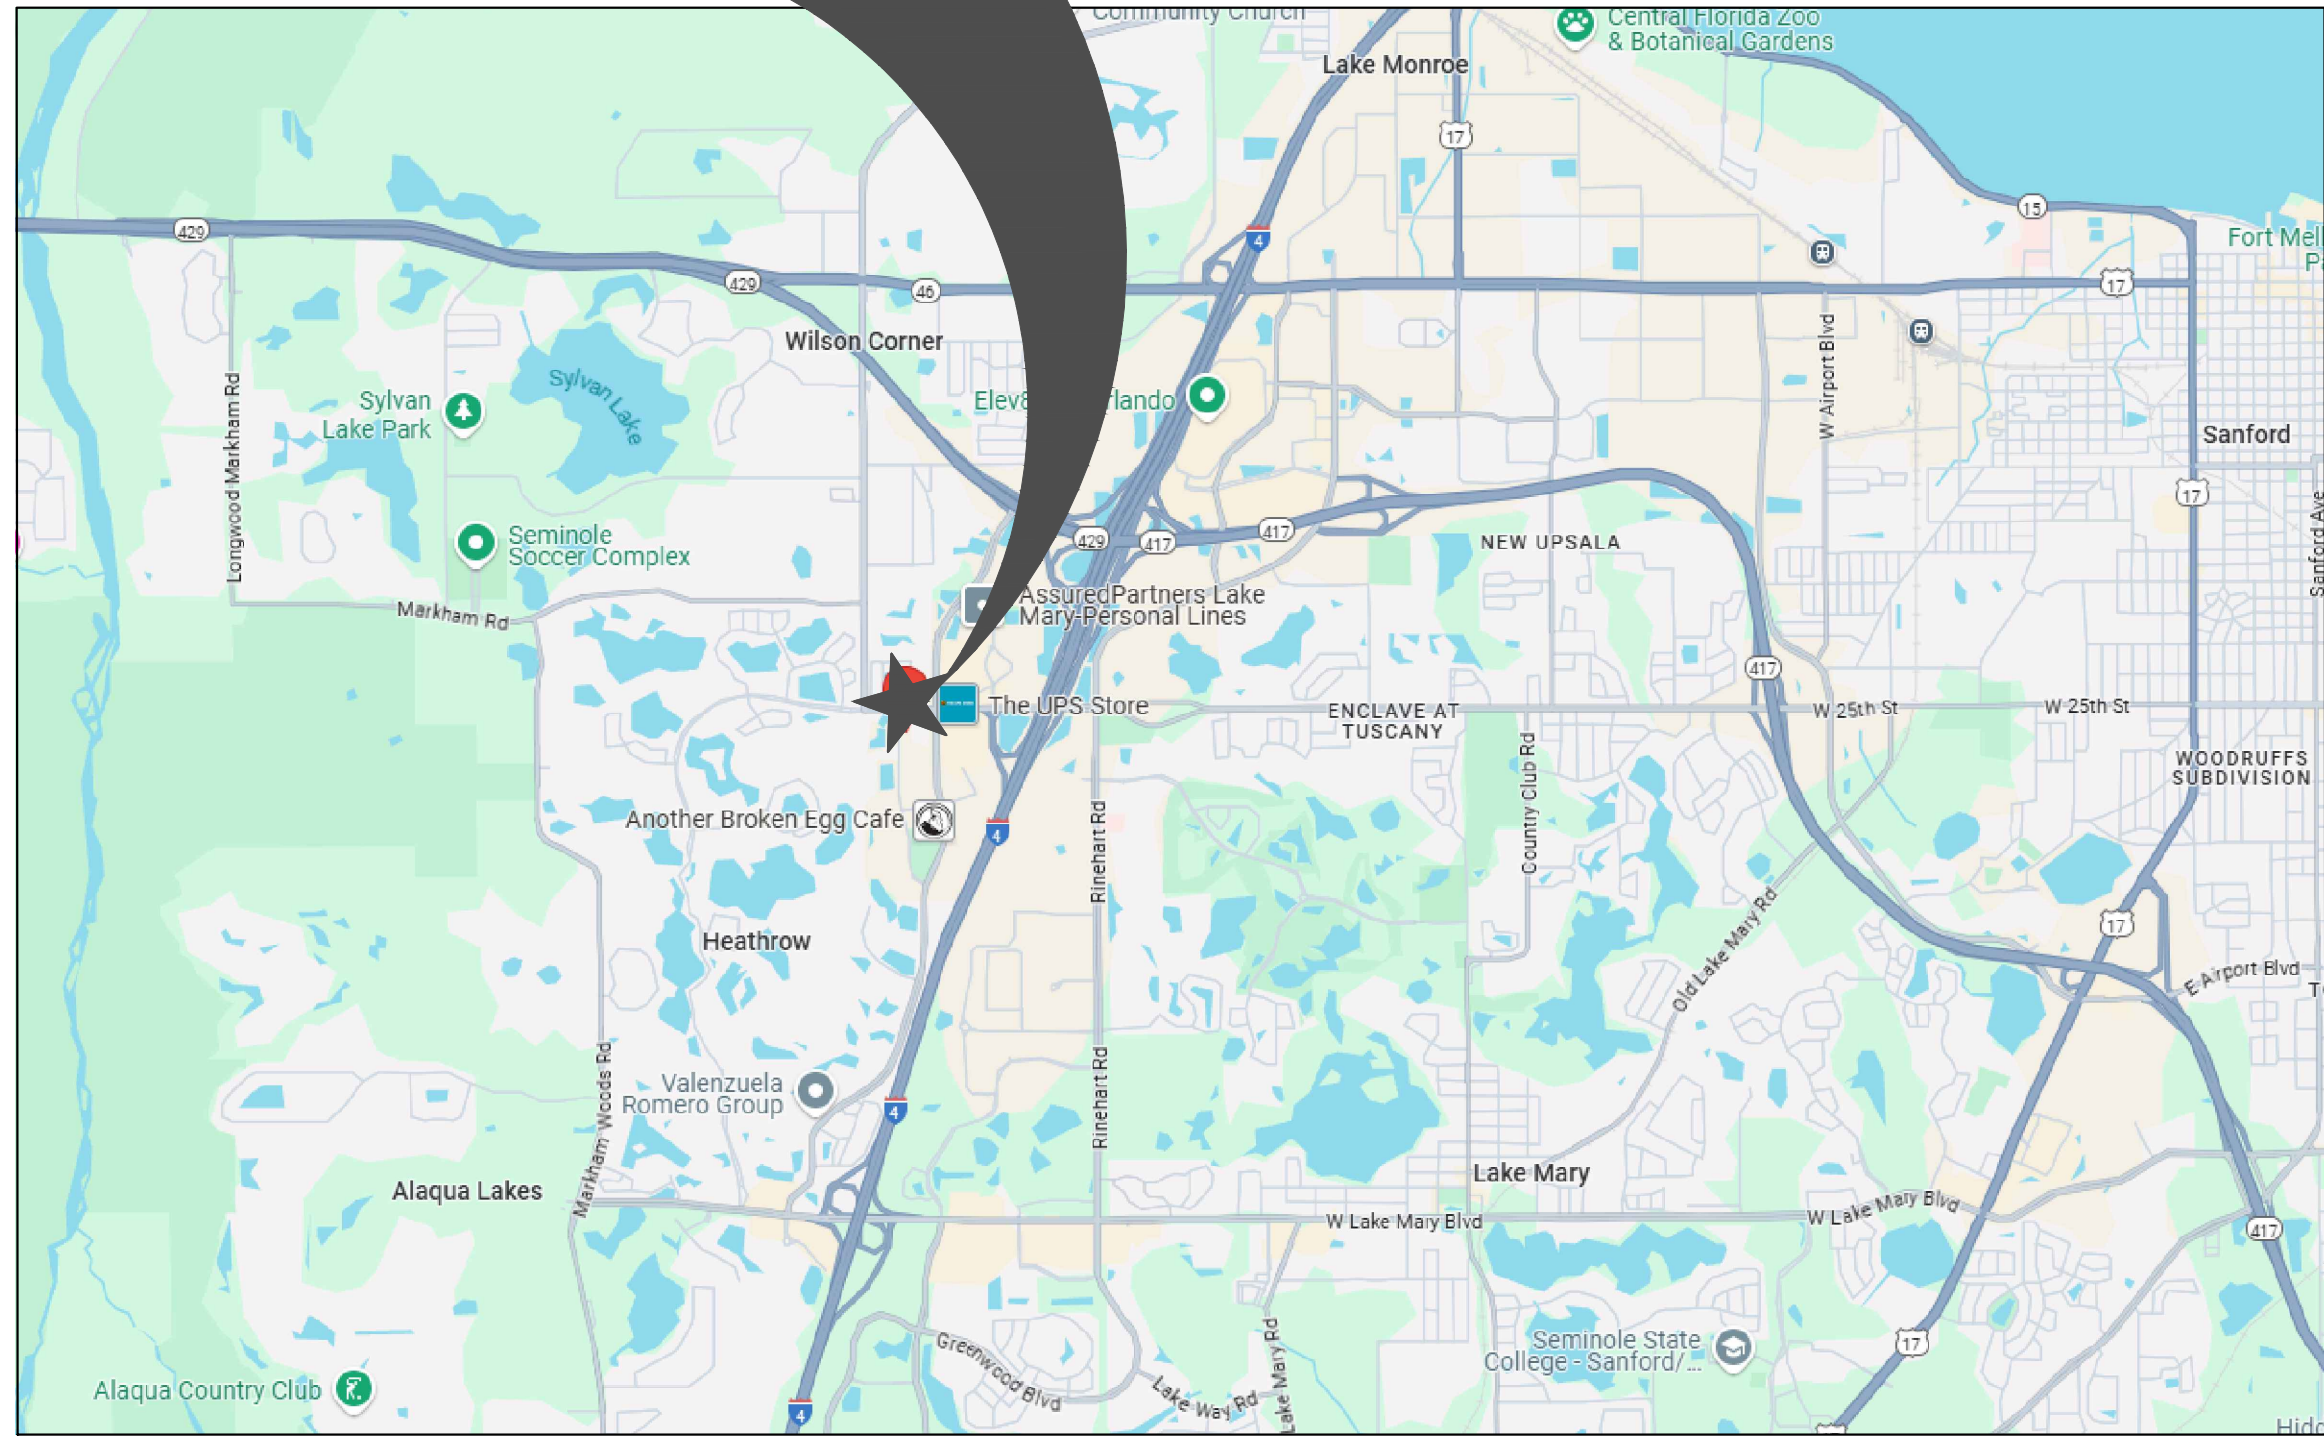 Community Church
Central Florida Zoo
& Botanical Gardens
Lake Monroe
17
15
429
4
Fort Mel
429
46
17
Wilson Corner
W Airport Blvd
Sylvan Lake
Longwood Markham Rd
Sylvan
Lake Park
Elev8
rlando
Sanford
17
Sanford Ave
Seminole
Soccer Complex
429
417
417
NEW UPSALA
Markham Rd
AssuredPartners Lake
Mary-Personal Lines
417
The UPS Store
ENCLAVE AT
TUSCANY
W 25th St
W 25th St
Country Club Rd
WOODRUFFS
SUBDIVISION
Another Broken Egg Cafe
4
Rinehart Rd
Heathrow
Old Lake Mary Rd
17
E Airport Blvd
Markham Woods Rd
Valenzuela
Romero Group
4
Rinehart Rd
Alaqua Lakes
Lake Mary
W Lake Mary Blvd
W Lake Mary Blvd
417
Greenwood Blvd
Lake Way Rd
Lake Mary Rd
Seminole State
College - Sanford/...
17
Alaqua Country Club
4